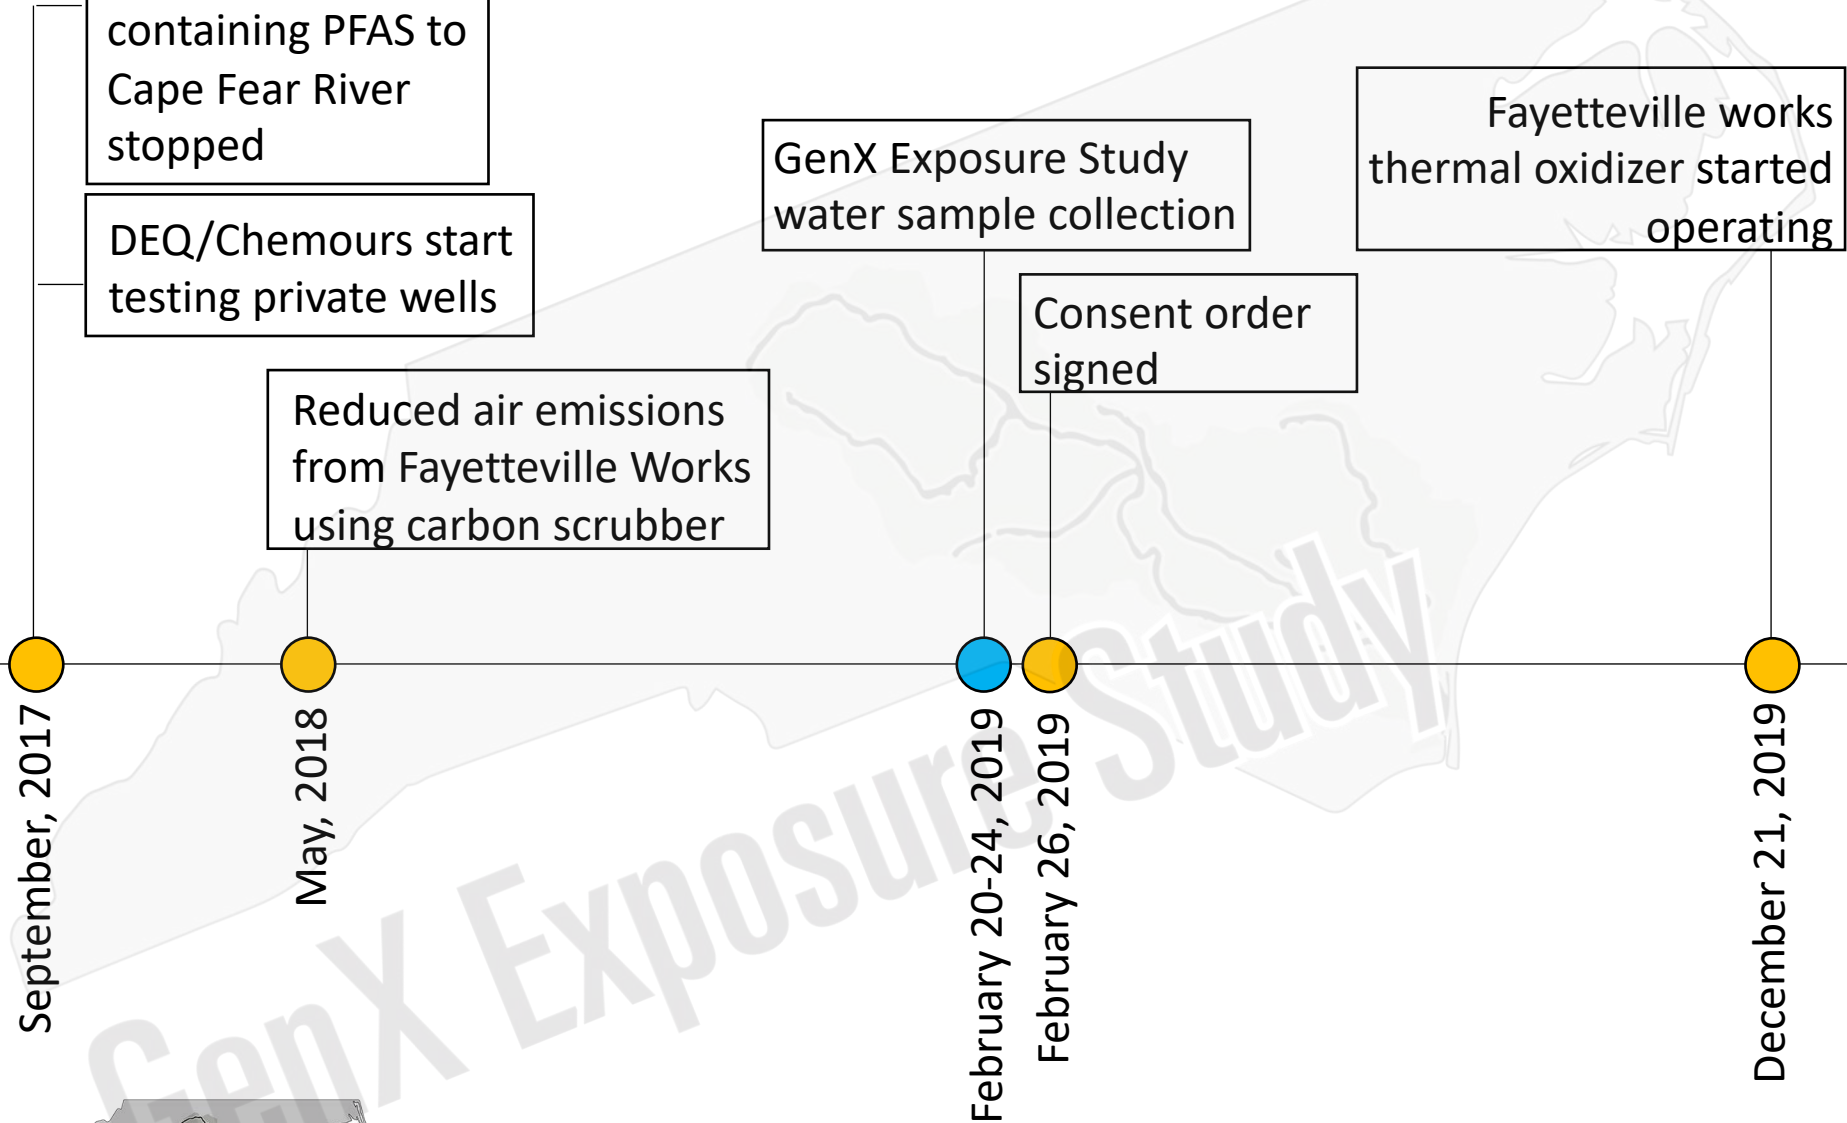 containing PFAS to
Cape Fear River
stopped
DEQ/Chemours start
testing private wells
Reduced air emissions
from Fayetteville Works
using carbon scrubber
GenX Exposure Study
water sample collection
Consent order
signed
Fayetteville works
thermal oxidizer started
operating
September, 2017
May, 2018
February 20-24, 2019
February 26, 2019
December 21, 2019
GenX Exposure Study